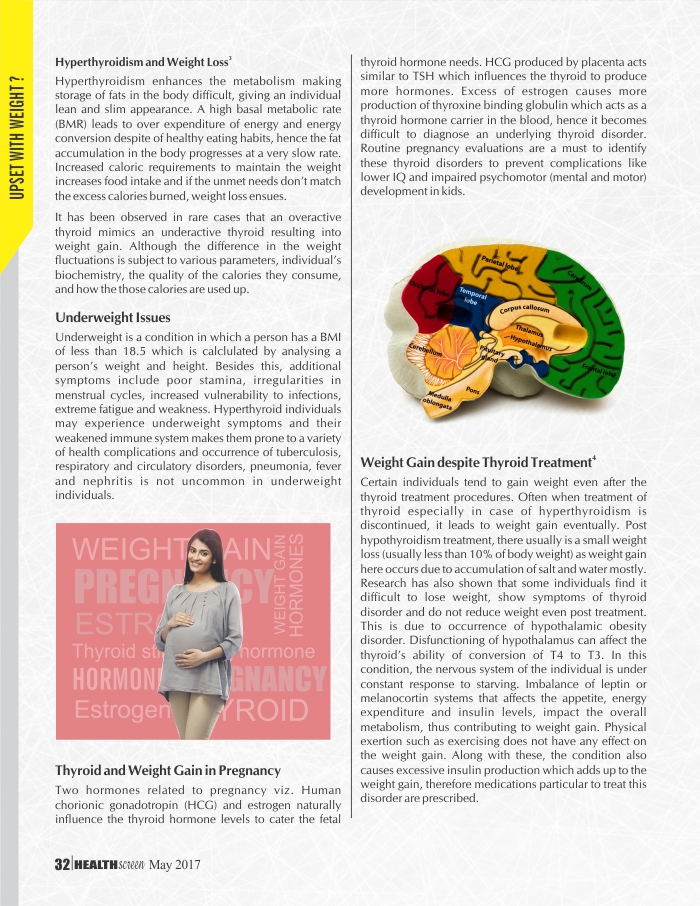 UPSET WITH WEIGHT ?
Hyperthyroidism and Weight Loss³
Hyperthyroidism enhances the metabolism making
storage of fats in the body difficult, giving an individual
lean and slim appearance. A high basal metabolic rate
(BMR) leads to over expenditure of energy and energy
conversion despite of healthy eating habits, hence the fat
accumulation in the body progresses at a very slow rate.
Increased caloric requirements to maintain the weight
increases food intake and if the unmet needs don't match
the excess calories burned, weight loss ensues.
It has been observed in rare cases that an overactive
thyroid mimics an underactive thyroid resulting into
weight gain. Although the difference in the weight
fluctuations is subject to various parameters, individual's
biochemistry, the quality of the calories they consume,
and how the those calories are used up.
Underweight Issues
Underweight is a condition in which a person has a BMI
of less than 18.5 which is calclulated by analysing a
person's weight and height. Besides this, additional
symptoms include poor stamina, irregularities in
menstrual cycles, increased vulnerability to infections,
extreme fatigue and weakness. Hyperthyroid individuals
may experience underweight symptoms and their
weakened immune system makes them prone to a variety
of health complications and occurrence of tuberculosis,
respiratory and circulatory disorders, pneumonia, fever
and nephritis is not uncommon in underweight
individuals.
WEIGHT AIN
PREGN CY
ESTR
WEIGHT GAIN
HORMONES
Thyroid sti hormone
HORMON GNANCY
Estrogen YROID
Thyroid and Weight Gain in Pregnancy
Two hormones related to pregnancy viz. Human
chorionic gonadotropin (HCG) and estrogen naturally
influence the thyroid hormone levels to cater the fetal
thyroid hormone needs. HCG produced by placenta acts
similar to TSH which influences the thyroid to produce
more hormones. Excess of estrogen causes more
production of thyroxine binding globulin which acts as a
thyroid hormone carrier in the blood, hence it becomes
difficult to diagnose an underlying thyroid disorder.
Routine pregnancy evaluations are a must to identify
these thyroid disorders to prevent complications like
lower IQ and impaired psychomotor (mental and motor)
development in kids.
Parietal lobe
Temporal
lobe
Corpus callosum
Thalamus
Hypothalamus
Cerebellum
Pituitary
gland
Frontal lobe
Pons
Medulla
oblongata
Weight Gain despite Thyroid Treatment⁴
Certain individuals tend to gain weight even after the
thyroid treatment procedures. Often when treatment of
thyroid especially in case of hyperthyroidism is
discontinued, it leads to weight gain eventually. Post
hypothyroidism treatment, there usually is a small weight
loss (usually less than 10% of body weight) as weight gain
here occurs due to accumulation of salt and water mostly.
Research has also shown that some individuals find it
difficult to lose weight, show symptoms of thyroid
disorder and do not reduce weight even post treatment.
This is due to occurrence of hypothalamic obesity
disorder. Disfunctioning of hypothalamus can affect the
thyroid's ability of conversion of T4 to T3. In this
condition, the nervous system of the individual is under
constant response to starving. Imbalance of leptin or
melanocortin systems that affects the appetite, energy
expenditure and insulin levels, impact the overall
metabolism, thus contributing to weight gain. Physical
exertion such as exercising does not have any effect on
the weight gain. Along with these, the condition also
causes excessive insulin production which adds up to the
weight gain, therefore medications particular to treat this
disorder are prescribed.
32 HEALTH screen May 2017